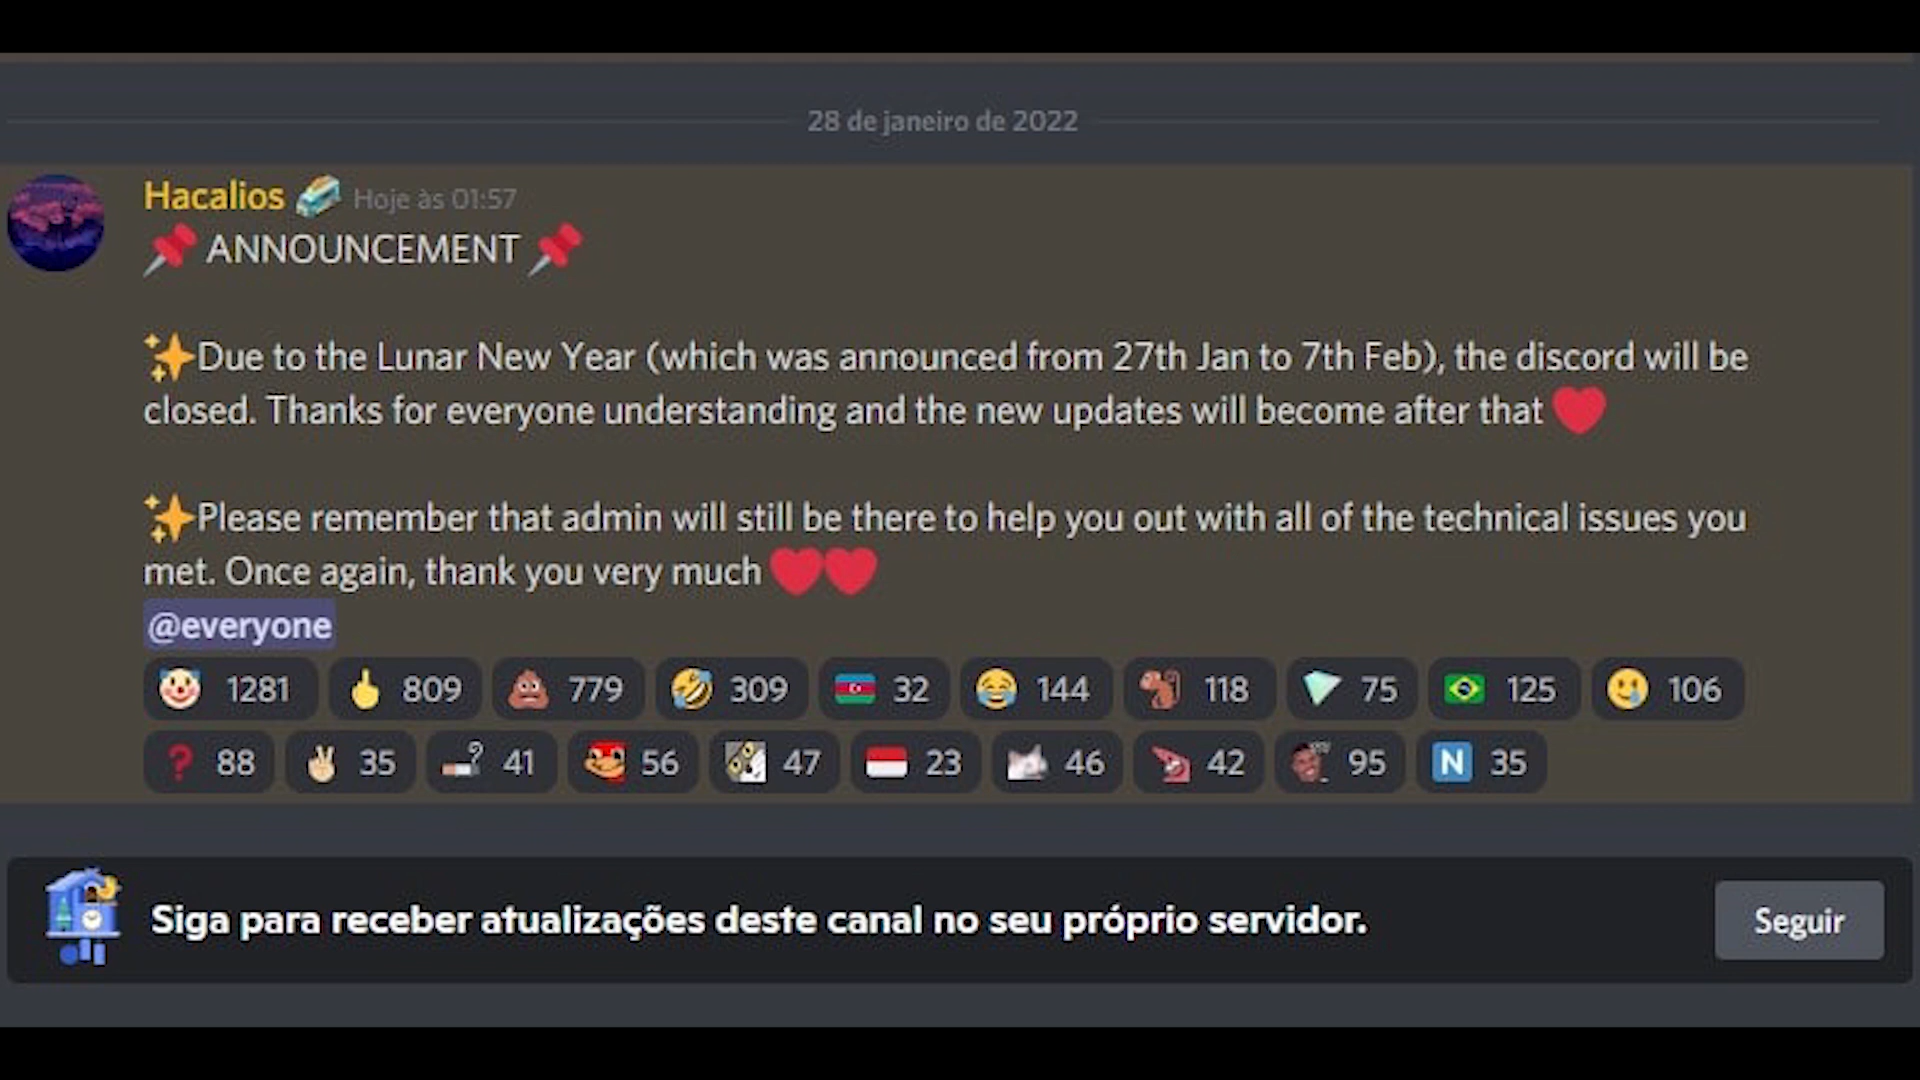 28 de janeiro de 2022
Hacalios Hoje às 01:57
📌 ANNOUNCEMENT 📌
✨Due to the Lunar New Year (which was announced from 27th Jan to 7th Feb), the discord will be
closed. Thanks for everyone understanding and the new updates will become after that ❤️
✨Please remember that admin will still be there to help you out with all of the technical issues you
met. Once again, thank you very much ❤️❤️
@everyone
1281 809 779 309 32 144 118 75 125 106
88 35 41 56 47 23 46 42 95 N 35
Siga para receber atualizações deste canal no seu próprio servidor. Seguir